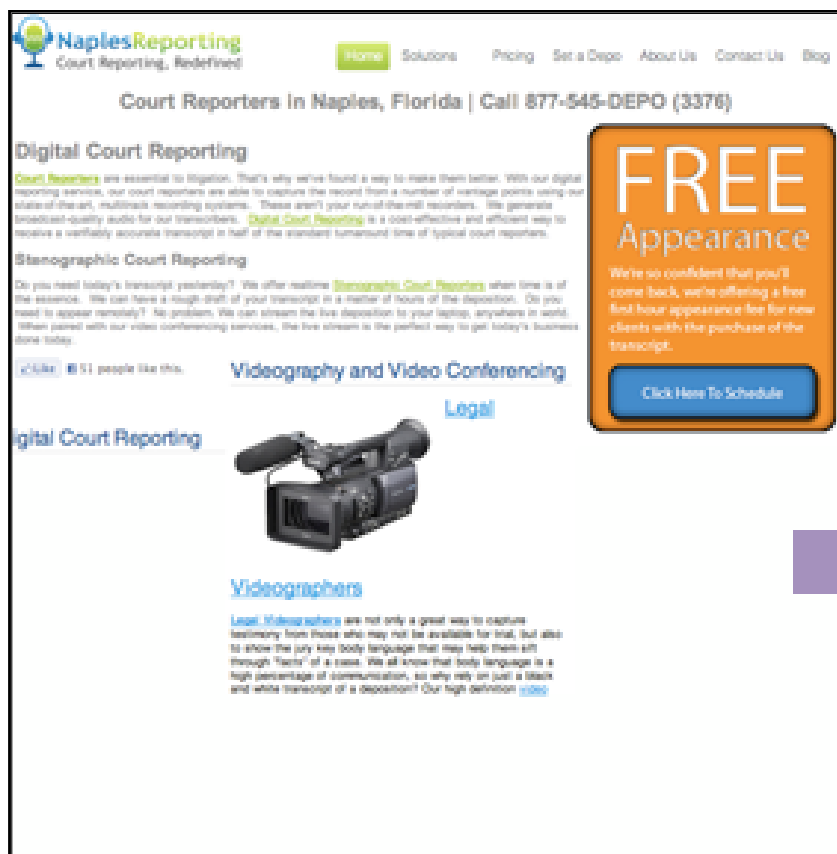 NaplesReporting
Court Reporting, Redefined
Home Solutions Pricing Set a Depo About Us Contact Us Blog
Court Reporters in Naples, Florida | Call 877-545-DEPO (3376)
Digital Court Reporting
Court Reporters are essential to litigation. That's why we've found a way to make them better. With our digital
reporting service, our court reporters are able to capture the record from a number of vantage points using our
state-of-the-art, multitrack recording systems. These aren't your run-of-the-mill recorders. We generate
broadcast-quality audio for our transcribers. Digital Court Reporting is a cost-effective and efficient way to
receive a verifiably accurate transcript in half of the standard turnaround time of typical court reporters.
Stenographic Court Reporting
Do you need today's transcript yesterday? We offer realtime Stenographic Court Reporters when time is of
the essence. We can have a rough draft of your transcript in a matter of hours of the deposition. Do you
need to appear remotely? No problem. We can stream the live deposition to your laptop, anywhere in world.
When paired with our video conferencing services, the live stream is the perfect way to get today's business
done today.
FREE
Appearance
We're so confident that you'll
come back, we're offering a free
first hour appearance fee for new
clients with the purchase of the
transcript.
Click Here To Schedule
Like 51 people like this.
igital Court Reporting
Videography and Video Conferencing
Legal
Videographers
Legal Videographers are not only a great way to capture
testimony from those who may not be available for trial, but also
to show the jury key body language that may help them sift
through "facts" of a case. We all know that body language is a
high percentage of communication, so why rely on just a black
and white transcript of a deposition? Our high definition video